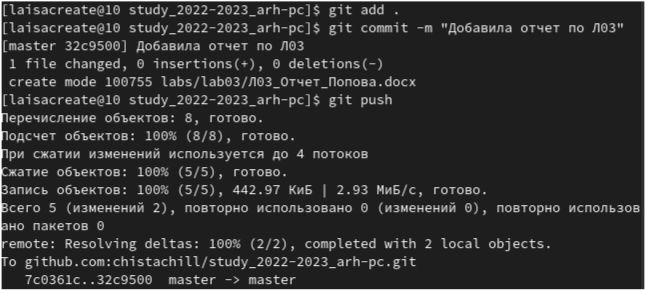 [laisacreate@10 study_2022-2023_arh-pc]$ git add .
[laisacreate@10 study_2022-2023_arh-pc]$ git commit -m "Добавила отчет по Л03"
[master 32c9500] Добавила отчет по Л03
 1 file changed, 0 insertions(+), 0 deletions(-)
 create mode 100755 labs/lab03/Л03_Отчет_Попова.docx
[laisacreate@10 study_2022-2023_arh-pc]$ git push
Перечисление объектов: 8, готово.
Подсчет объектов: 100% (8/8), готово.
При сжатии изменений используется до 4 потоков
Сжатие объектов: 100% (5/5), готово.
Запись объектов: 100% (5/5), 442.97 КиБ | 2.93 МиБ/с, готово.
Всего 5 (изменений 2), повторно использовано 0 (изменений 0), повторно использов
ано пакетов 0
remote: Resolving deltas: 100% (2/2), completed with 2 local objects.
To github.com:chistachill/study_2022-2023_arh-pc.git
   7c0361c..32c9500  master -> master